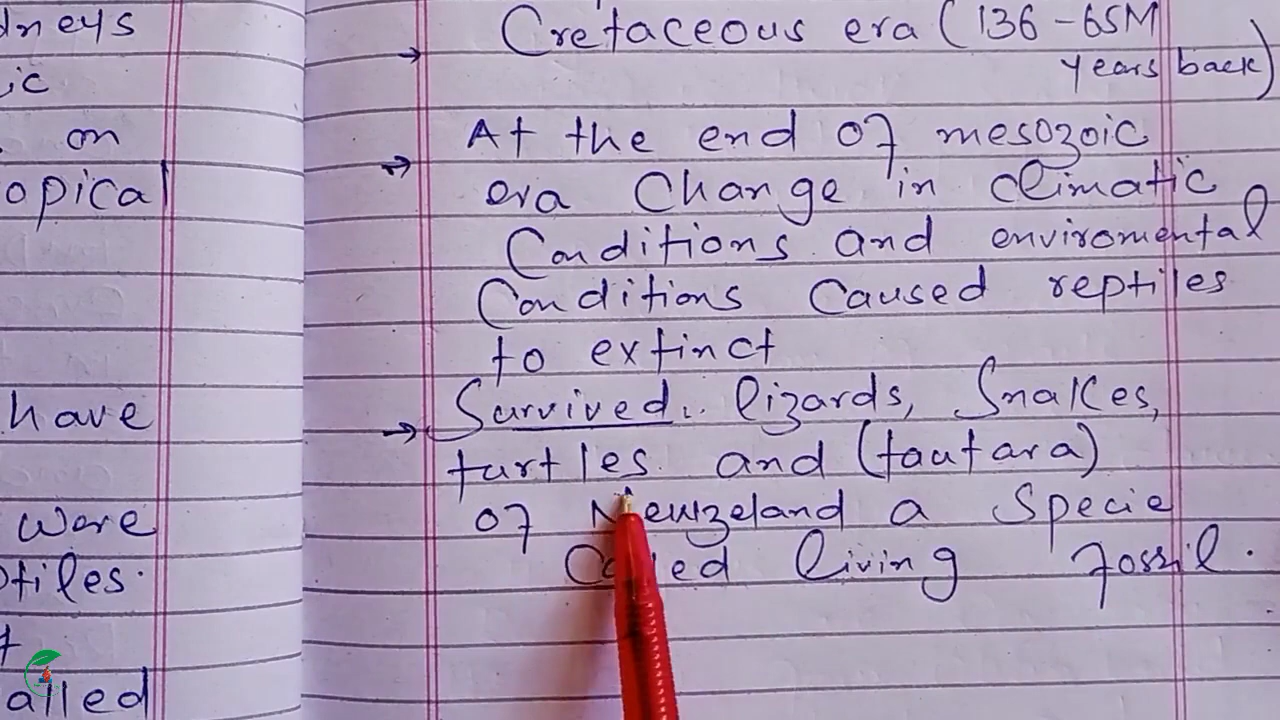 dneys
ic
on
opical
have
were
ptiles.
alled
Cretaceous era (136-65M
years back)
At the end of mesozoic
era Change in climatic
Conditions and enviromental
Conditions Caused reptiles
to extinct
Survived:. lizards, Snakes,
turtles. and (tautara)
of Newzeland a Specie
Called living fossil.